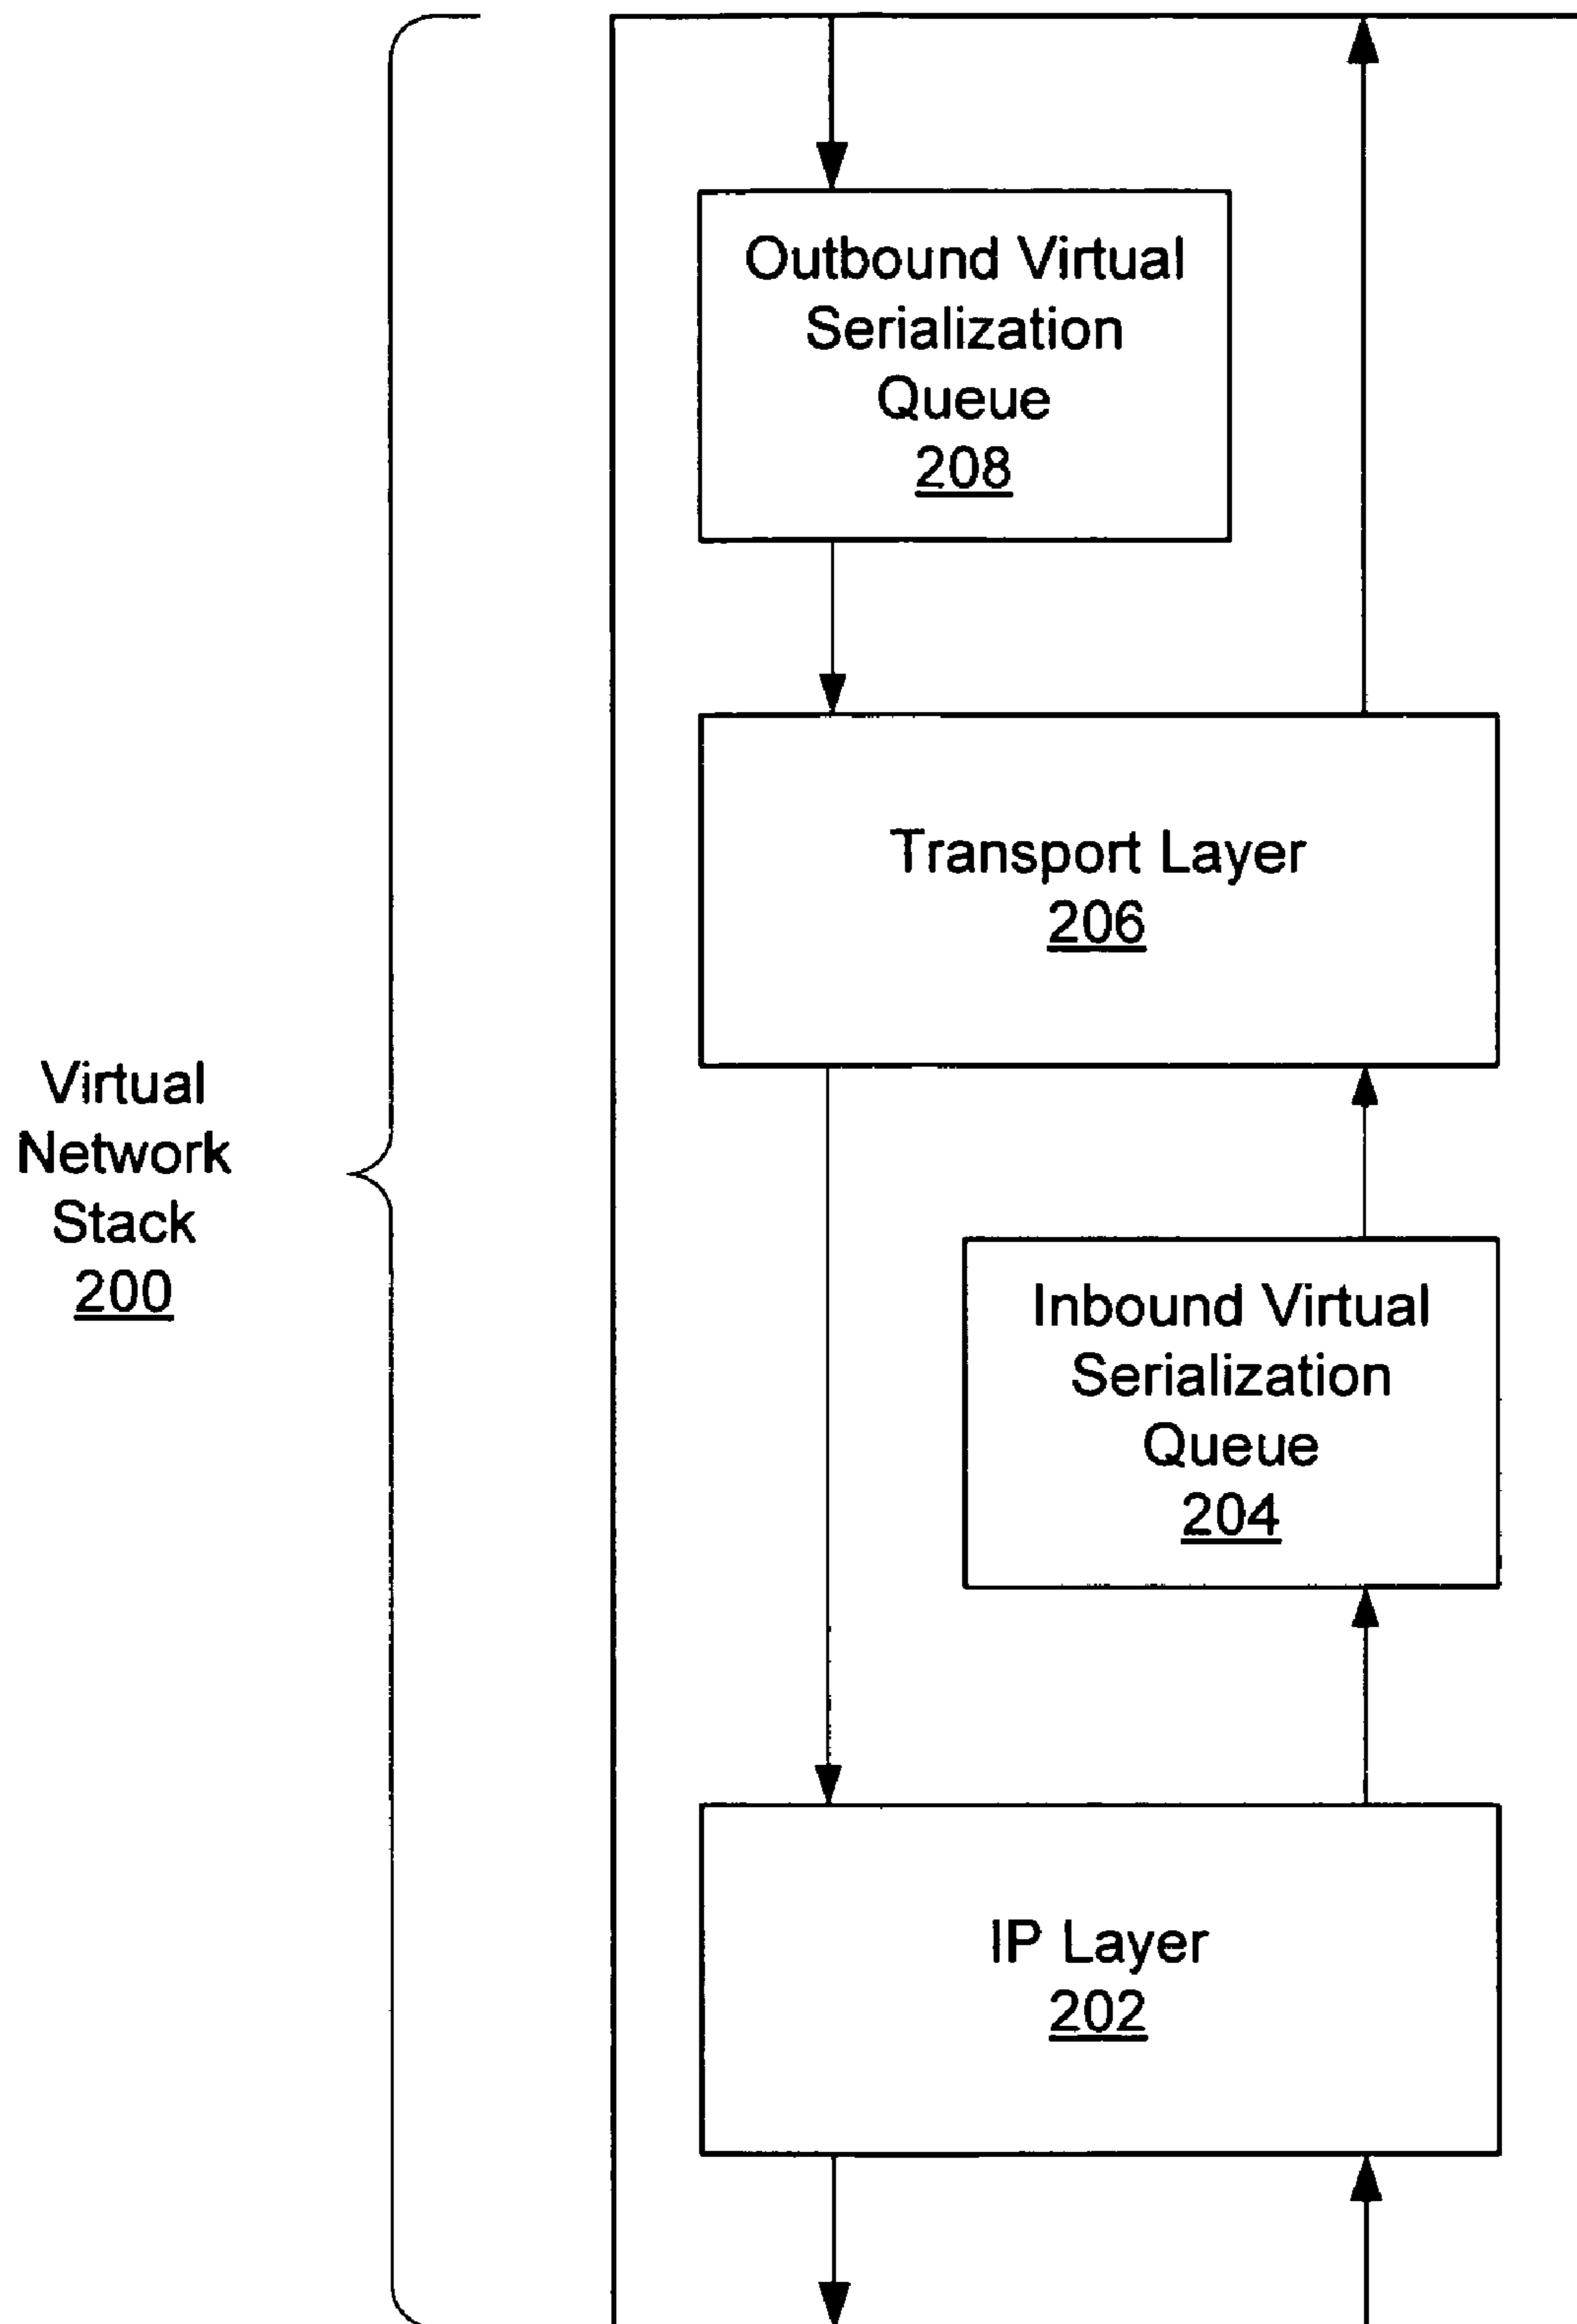 Outbound Virtual
Serialization
Queue
208
Transport Layer
206
Virtual
Network
Stack
200
Inbound Virtual
Serialization
Queue
204
IP Layer
202